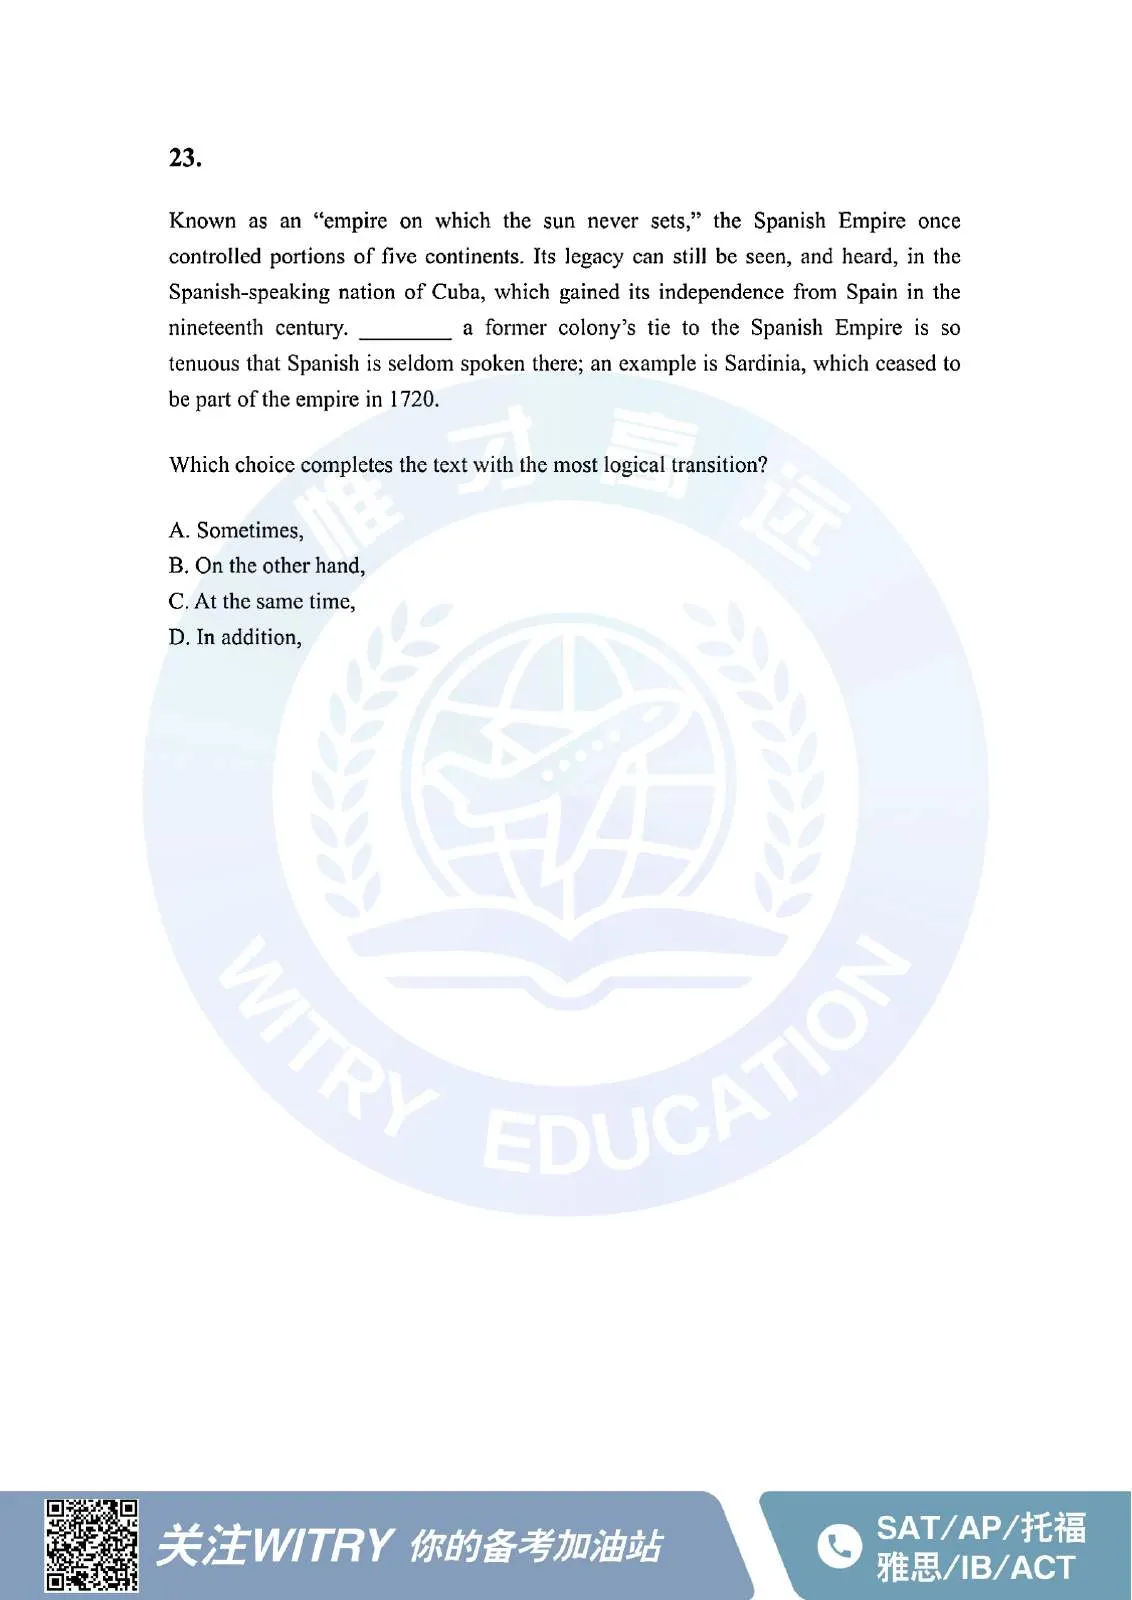 23.
Known as an “empire on which the sun never sets,” the Spanish Empire once
controlled portions of five continents. Its legacy can still be seen, and heard, in the
Spanish-speaking nation of Cuba, which gained its independence from Spain in the
nineteenth century. ________ a former colony’s tie to the Spanish Empire is so
tenuous that Spanish is seldom spoken there; an example is Sardinia, which ceased to
be part of the empire in 1720.
Which choice completes the text with the most logical transition?
A. Sometimes,
B. On the other hand,
C. At the same time,
D. In addition,
惟才高远
WITRY EDUCATION
关注WITRY 你的备考加油站
SAT/AP/托福
雅思/IB/ACT